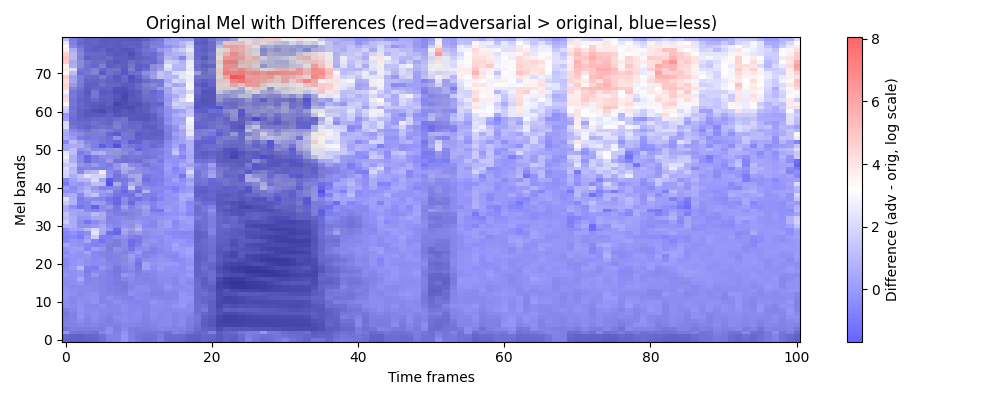 Original Mel with Differences (red=adversarial > original, blue=less)
Mel bands
70
60
50
40
30
20
10
0
0 20 40 60 80 100
Time frames
8
6
4
2
0
Difference (adv - orig, log scale)